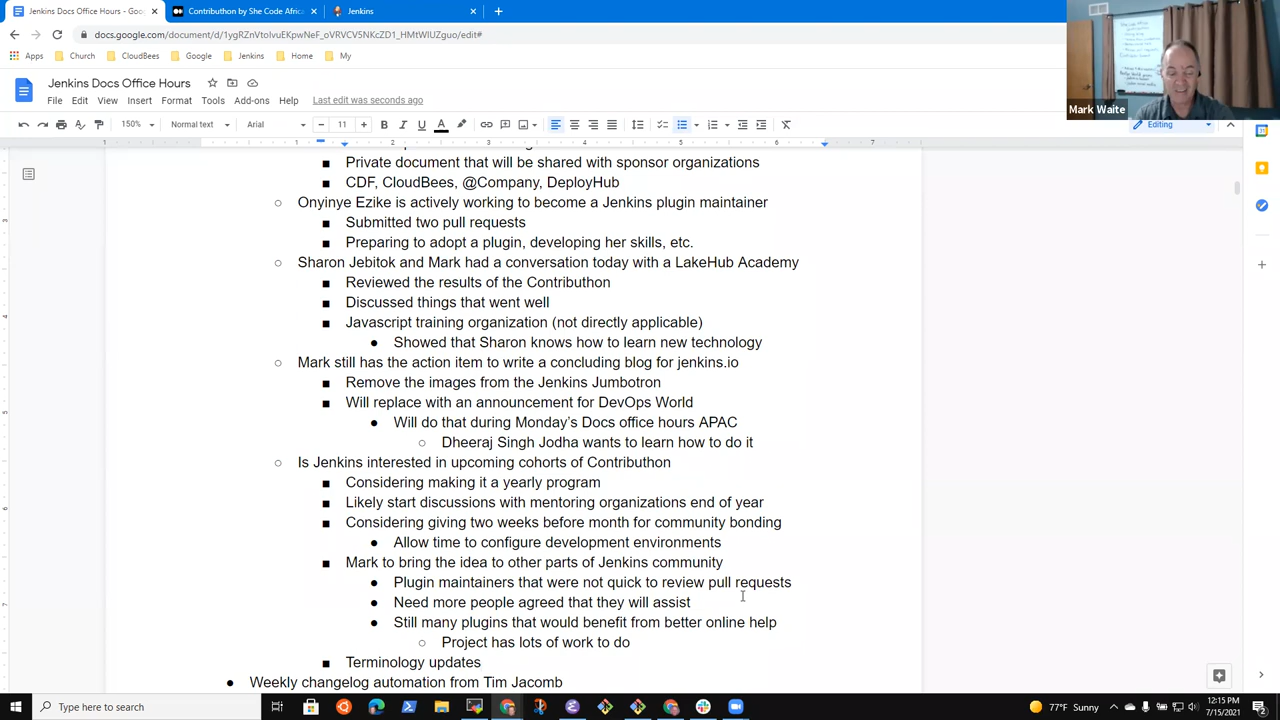 Jenkins Docs Office Hours - Goo
Contributhon by She Code Africa
Jenkins
docs.google.com/document/d/1ygRZnVtolvuEKpwNeF_oVRVCV5NKcZD1_HMtWIJZguc/edit#
Apps
Church
CloudBees
Google
Jenkins
Home
My
Jenkins Docs Office Hours
File
Edit
View
Insert
Format
Tools
Add-ons
Help
Last edit was seconds ago
Mark Waite
150%
Normal text
Arial
11
Editing
Private document that will be shared with sponsor organizations
CDF, CloudBees, @Company, DeployHub
Onyinye Ezike is actively working to become a Jenkins plugin maintainer
Submitted two pull requests
Preparing to adopt a plugin, developing her skills, etc.
Sharon Jebitok and Mark had a conversation today with a LakeHub Academy
Reviewed the results of the Contributhon
Discussed things that went well
Javascript training organization (not directly applicable)
Showed that Sharon knows how to learn new technology
Mark still has the action item to write a concluding blog for jenkins.io
Remove the images from the Jenkins Jumbotron
Will replace with an announcement for DevOps World
Will do that during Monday's Docs office hours APAC
Dheeraj Singh Jodha wants to learn how to do it
Is Jenkins interested in upcoming cohorts of Contributhon
Considering making it a yearly program
Likely start discussions with mentoring organizations end of year
Considering giving two weeks before month for community bonding
Allow time to configure development environments
Mark to bring the idea to other parts of Jenkins community
Plugin maintainers that were not quick to review pull requests
Need more people agreed that they will assist
Still many plugins that would benefit from better online help
Project has lots of work to do
Terminology updates
Weekly changelog automation from Tim Jacomb
Type here to search
77°F Sunny
12:15 PM
7/15/2021